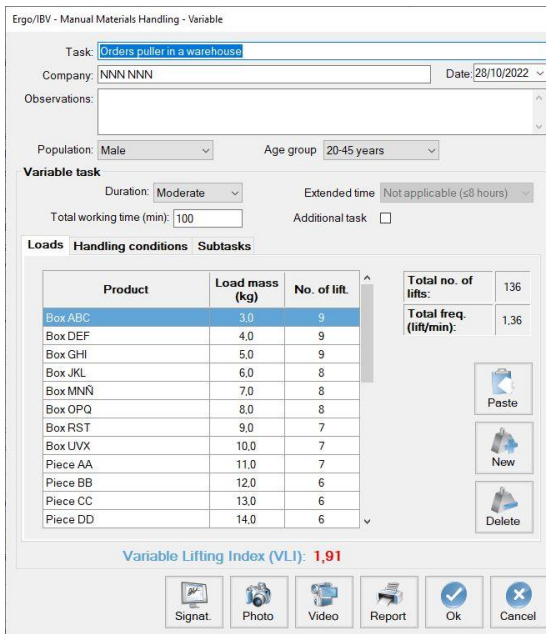 Ergo/IBV - Manual Materials Handling - Variable
Task: Orders puller in a warehouse
Company: NNN NNN Date: 28/10/2022
Observations:
Population: Male Age group 20-45 years
Variable task
Duration: Moderate Extended time Not applicable (≤8 hours)
Total working time (min): 100 Additional task
Loads Handling conditions Subtasks
Product Load mass (kg) No. of lift.
Box ABC 3,0 9
Box DEF 4,0 9
Box GHI 5,0 9
Box JKL 6,0 8
Box MNÑ 7,0 8
Box OPQ 8,0 8
Box RST 9,0 7
Box UVX 10,0 7
Piece AA 11,0 7
Piece BB 12,0 6
Piece CC 13,0 6
Piece DD 14,0 6
Total no. of lifts: 136
Total freq. (lift/min): 1,36
Paste
New
Delete
Variable Lifting Index (VLI): 1,91
Signat. Photo Video Report Ok Cancel